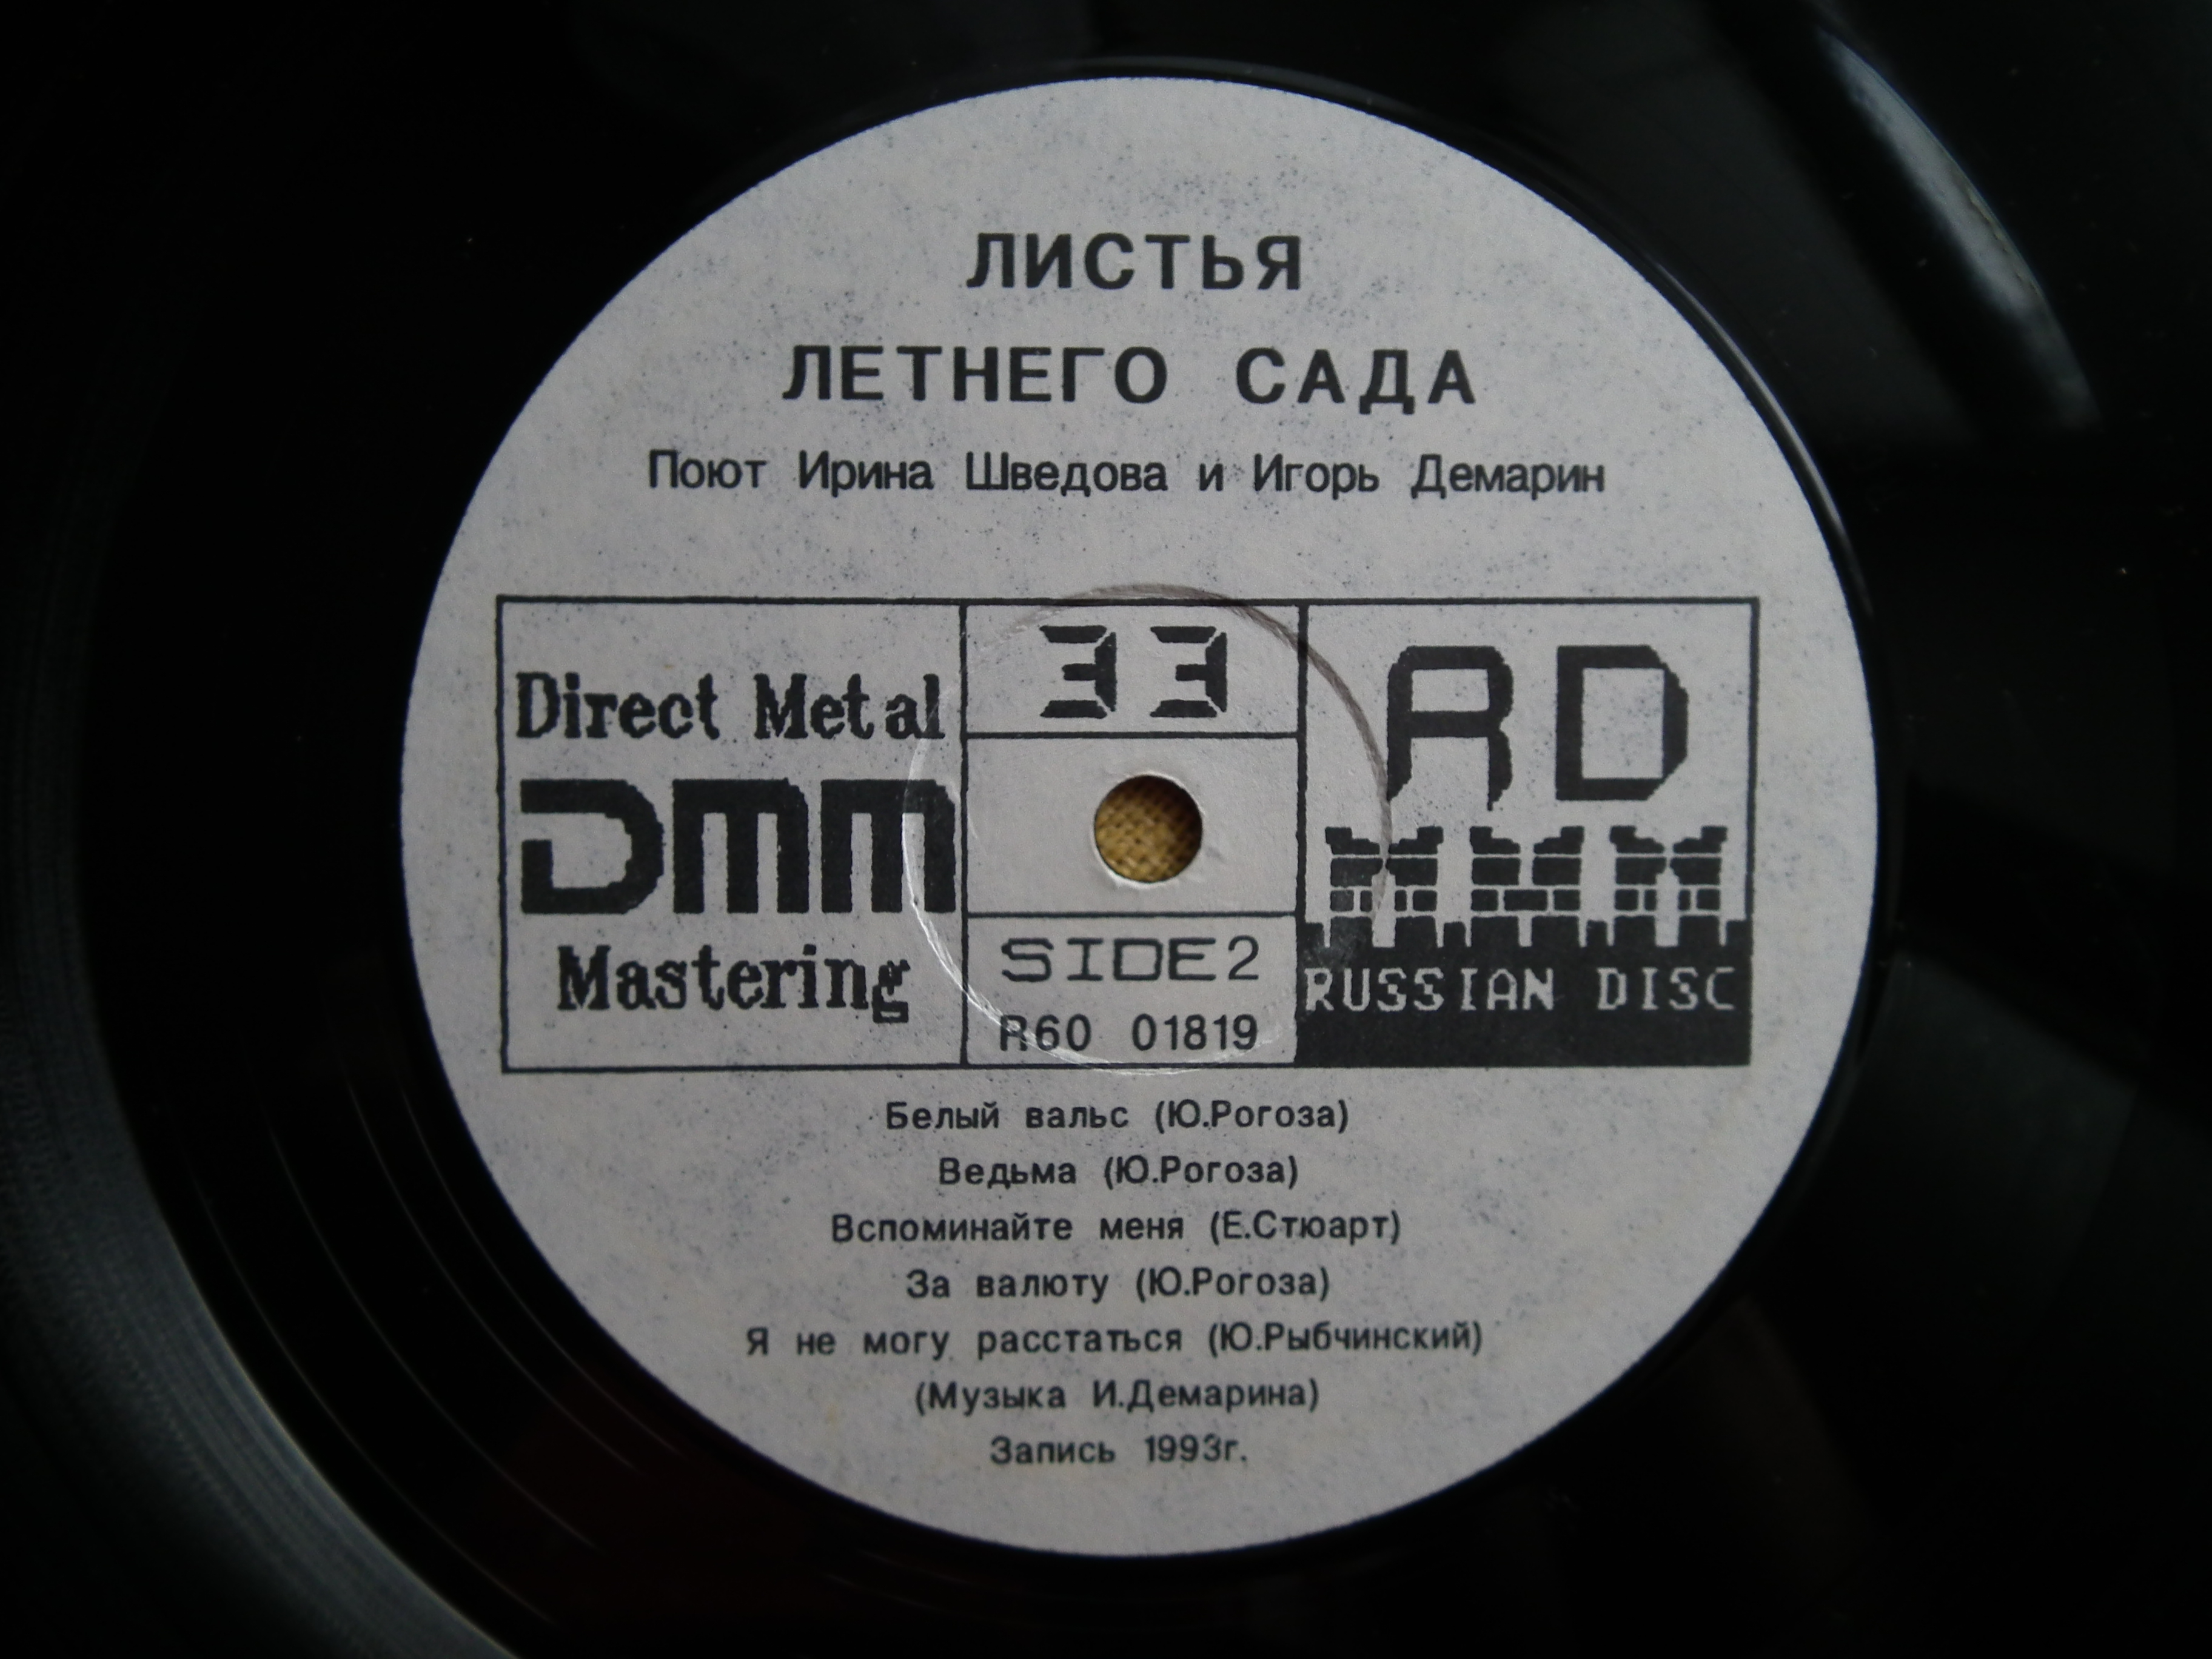 ЛИСТЬЯ
ЛЕТНЕГО САДА
Поют Ирина Шведова и Игорь Демарин
Direct Metal
DMM
Mastering
33
SIDE2
R60 01819
RD
RUSSIAN DISC
Белый вальс (Ю.Рогоза)
Ведьма (Ю.Рогоза)
Вспоминайте меня (Е.Стюарт)
За валюту (Ю.Рогоза)
Я не могу расстаться (Ю.Рыбчинский)
(Музыка И.Демарина)
Запись 1993г.